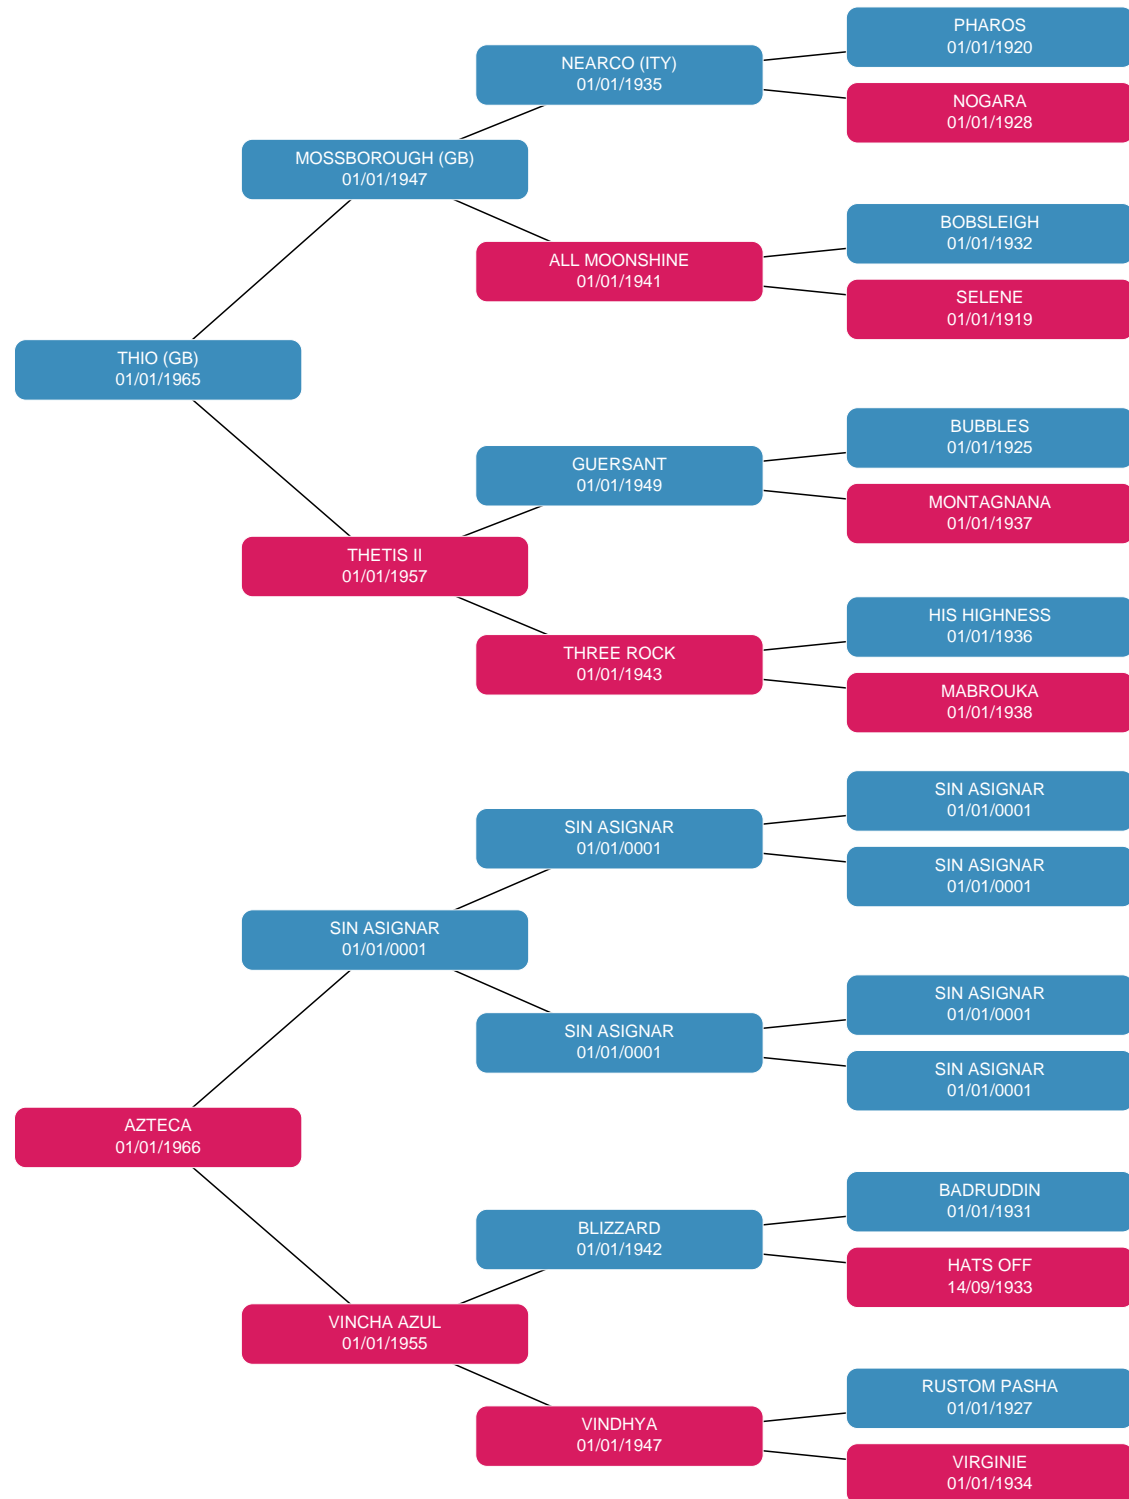 PHAROS
01/01/1920
NEARCO (ITY)
01/01/1935
NOGARA
01/01/1928
MOSSBOROUGH (GB)
01/01/1947
BOBSLEIGH
01/01/1932
ALL MOONSHINE
01/01/1941
SELENE
01/01/1919
THIO (GB)
01/01/1965
BUBBLES
01/01/1925
GUERSANT
01/01/1949
MONTAGNANA
01/01/1937
THETIS II
01/01/1957
HIS HIGHNESS
01/01/1936
THREE ROCK
01/01/1943
MABROUKA
01/01/1938
SIN ASIGNAR
01/01/0001
SIN ASIGNAR
01/01/0001
SIN ASIGNAR
01/01/0001
SIN ASIGNAR
01/01/0001
SIN ASIGNAR
01/01/0001
SIN ASIGNAR
01/01/0001
SIN ASIGNAR
01/01/0001
AZTECA
01/01/1966
BADRUDDIN
01/01/1931
BLIZZARD
01/01/1942
HATS OFF
14/09/1933
VINCHA AZUL
01/01/1955
RUSTOM PASHA
01/01/1927
VINDHYA
01/01/1947
VIRGINIE
01/01/1934